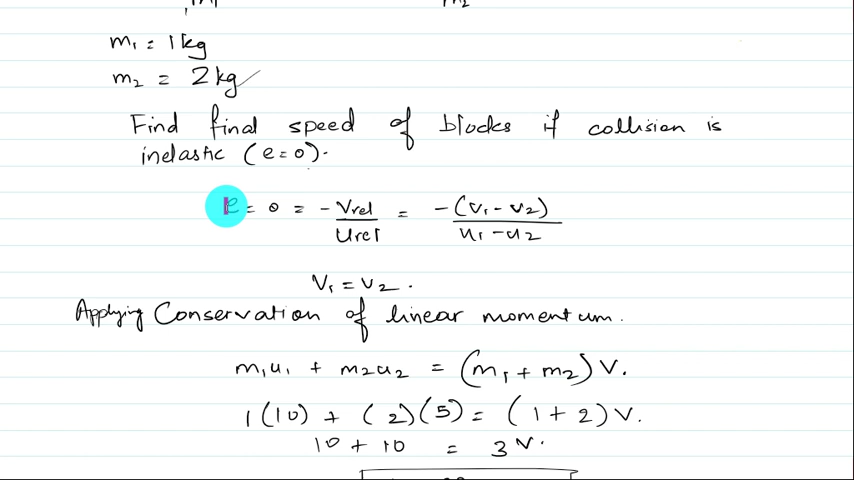 m₁ m₂
m₁ = 1kg
m₂ = 2kg
Find final speed of blocks if collision is
inelastic (e=0).
e = 0 = -Vrel/Urel = -(v₁ - v₂)/u₁ - u₂
V₁ = v₂.
Applying Conservation of linear momentum.
m₁u₁ + m₂u₂ = (m₁ + m₂) V.
1(10) + (2)(5) = (1 + 2) V.
10 + 10 = 3V.